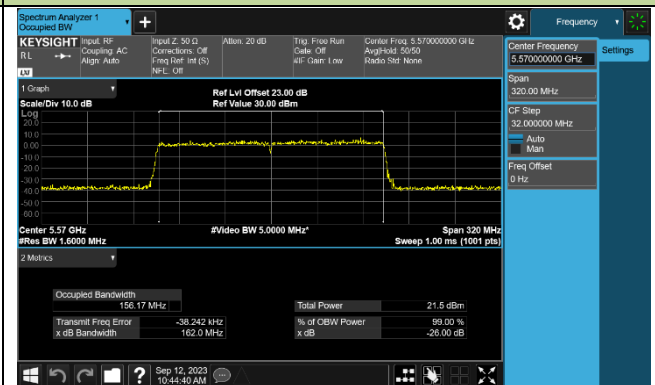 Spectrum Analyzer 1
Occupied BW
Frequency
KEYSIGHT
RL
LXI
Input: RF
Coupling: AC
Align: Auto
Input Z: 50 Ω
Corrections: Off
Freq Ref: Int (S)
NFE: Off
Atten: 20 dB
Trig: Free Run
Gate: Off
#IF Gain: Low
Center Freq: 5.570000000 GHz
Avg|Hold: 50/50
Radio Std: None
Center Frequency
5.570000000 GHz
Settings
Span
320.00 MHz
CF Step
32.000000 MHz
Auto
Man
Freq Offset
0 Hz
1 Graph
Scale/Div 10.0 dB
Ref Lvl Offset 23.00 dB
Ref Value 30.00 dBm
Log
20.0
10.0
0.00
-10.0
-20.0
-30.0
-40.0
-50.0
-60.0
Center 5.57 GHz
#Res BW 1.6000 MHz
#Video BW 5.0000 MHz*
Span 320 MHz
Sweep 1.00 ms (1001 pts)
2 Metrics
Occupied Bandwidth
156.17 MHz
Total Power 21.5 dBm
Transmit Freq Error -38.242 kHz
% of OBW Power 99.00 %
x dB Bandwidth 162.0 MHz
x dB -26.00 dB
Sep 12, 2023
10:44:40 AM